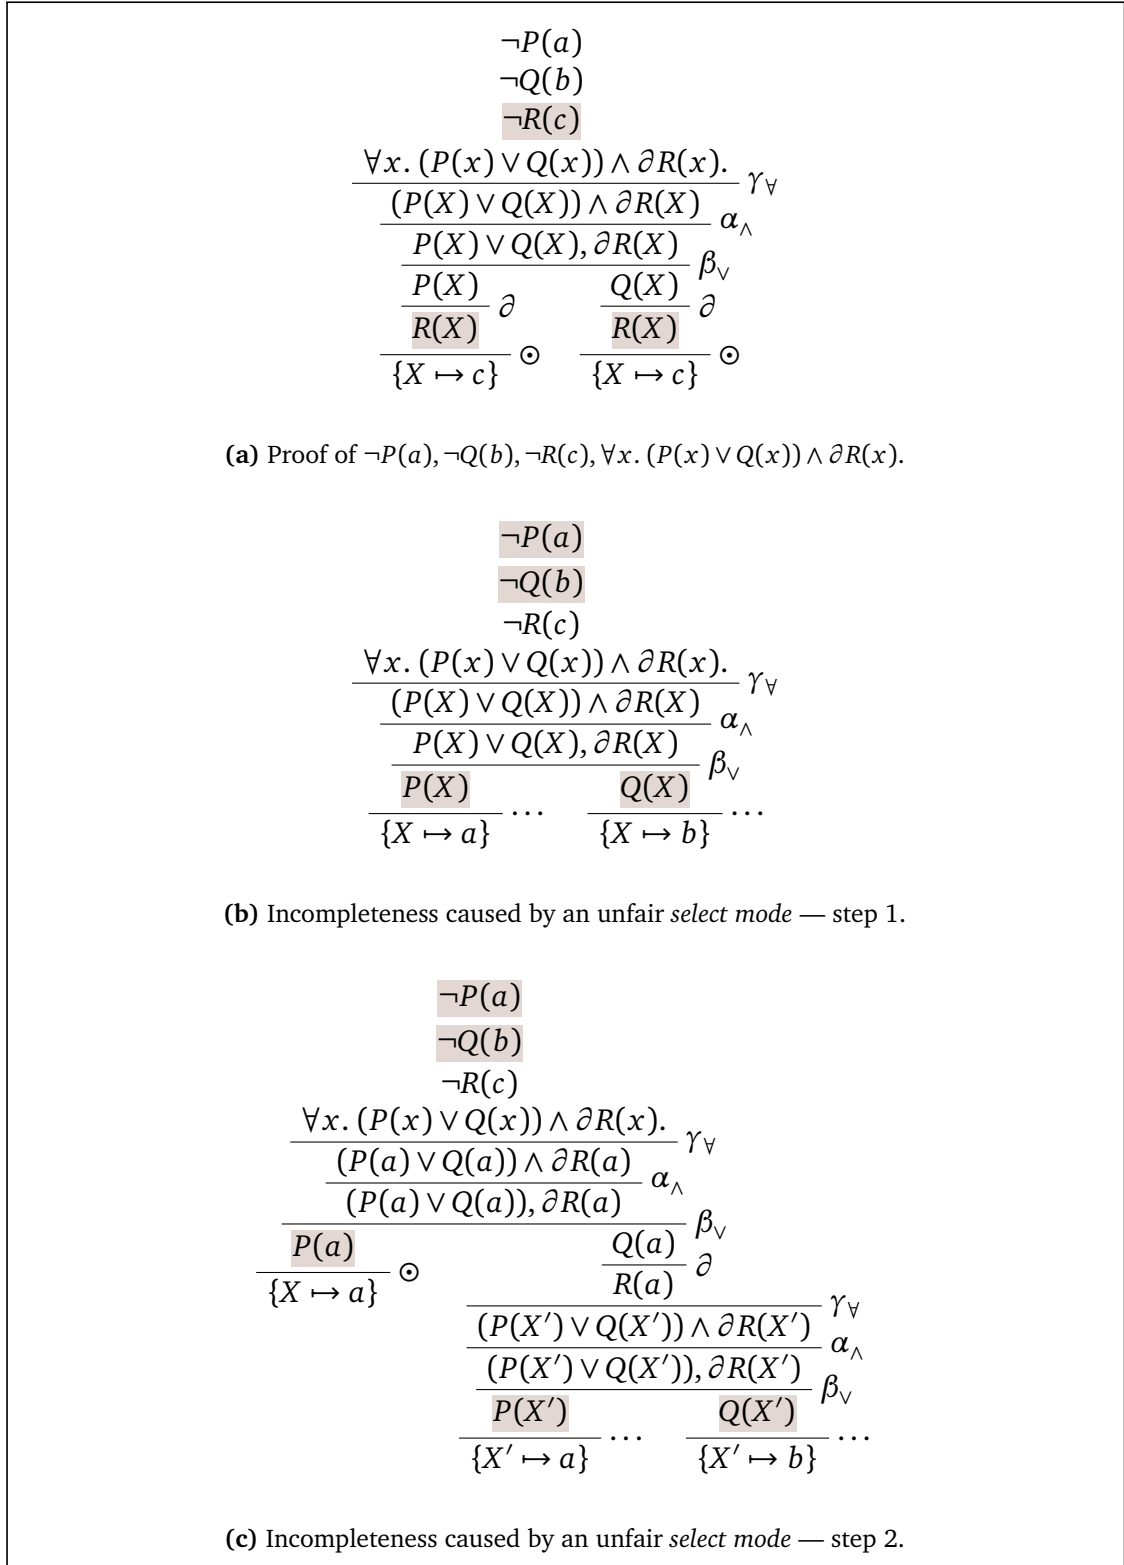 ¬P(a)
¬Q(b)
¬R(c)
∀x. (P(x) ∨ Q(x)) ∧ ∂R(x). γ∀
(P(X) ∨ Q(X)) ∧ ∂R(X) α∧
P(X) ∨ Q(X), ∂R(X) β∨
P(X) ∂ Q(X) ∂
R(X) ⊙ R(X) ⊙
{X ↦ c} {X ↦ c}
(a) Proof of ¬P(a), ¬Q(b), ¬R(c), ∀x. (P(x) ∨ Q(x)) ∧ ∂R(x).
¬P(a)
¬Q(b)
¬R(c)
∀x. (P(x) ∨ Q(x)) ∧ ∂R(x). γ∀
(P(X) ∨ Q(X)) ∧ ∂R(X) α∧
P(X) ∨ Q(X), ∂R(X) β∨
P(X) ... Q(X) ...
{X ↦ a} {X ↦ b}
(b) Incompleteness caused by an unfair select mode — step 1.
¬P(a)
¬Q(b)
¬R(c)
∀x. (P(x) ∨ Q(x)) ∧ ∂R(x). γ∀
(P(a) ∨ Q(a)) ∧ ∂R(a) α∧
(P(a) ∨ Q(a)), ∂R(a) β∨
P(a) ⊙ Q(a) ∂
{X ↦ a} R(a) γ∀
(P(X′) ∨ Q(X′)) ∧ ∂R(X′) α∧
(P(X′) ∨ Q(X′)), ∂R(X′) β∨
P(X′) ... Q(X′) ...
{X′ ↦ a} {X′ ↦ b}
(c) Incompleteness caused by an unfair select mode — step 2.